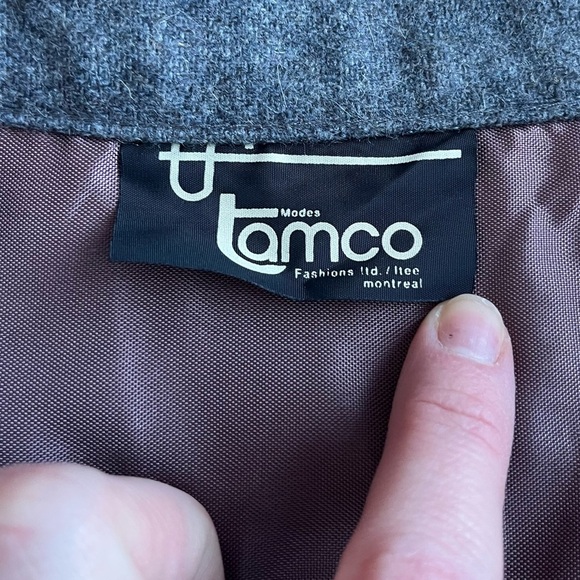 Modes
tamco
Fashions ltd. / ltee
montreal